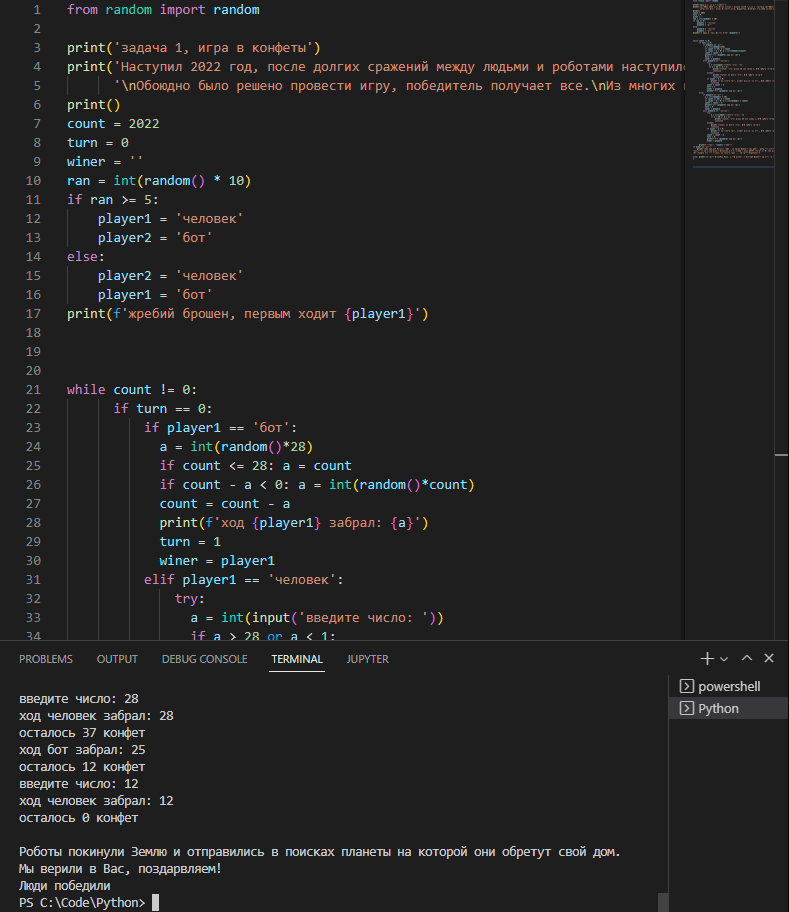 1 from random import random
2
3 print('задача 1, игра в конфеты')
4 print('Наступил 2022 год, после долгих сражений между людьми и роботами наступил
5 '\nОбоюдно было решено провести игру, победитель получает все.\nИз многих
6 print()
7 count = 2022
8 turn = 0
9 winer = ''
10 ran = int(random() * 10)
11 if ran >= 5:
12 player1 = 'человек'
13 player2 = 'бот'
14 else:
15 player2 = 'человек'
16 player1 = 'бот'
17 print(f'жребий брошен, первым ходит {player1}')
18
19
20
21 while count != 0:
22 if turn == 0:
23 if player1 == 'бот':
24 a = int(random()*28)
25 if count <= 28: a = count
26 if count - a < 0: a = int(random()*count)
27 count = count - a
28 print(f'ход {player1} забрал: {a}')
29 turn = 1
30 winer = player1
31 elif player1 == 'человек':
32 try:
33 a = int(input('введите число: '))
34 if a > 28 or a < 1:
PROBLEMS OUTPUT DEBUG CONSOLE TERMINAL JUPYTER
powershell
Python
введите число: 28
ход человек забрал: 28
осталось 37 конфет
ход бот забрал: 25
осталось 12 конфет
введите число: 12
ход человек забрал: 12
осталось 0 конфет
Роботы покинули Землю и отправились в поисках планеты на которой они обретут свой дом.
Мы верили в Вас, поздарвляем!
Люди победили
PS C:\Code\Python>